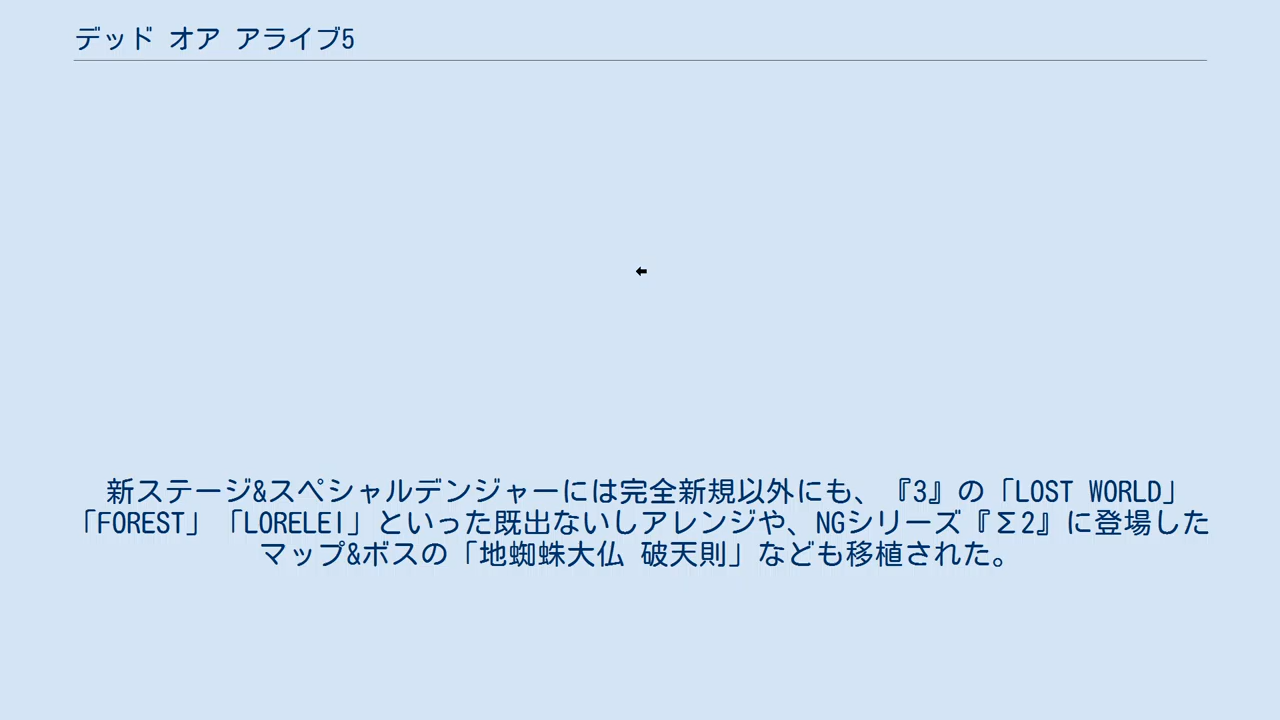 デッド オア アライブ5
新ステージ&スペシャルデンジャーには完全新規以外にも、『3』の「LOST WORLD」
「FOREST」「LORELEI」といった既出ないしアレンジや、NGシリーズ『Σ2』に登場した
マップ&ボスの「地蜘蛛大仏 破天則」なども移植された。